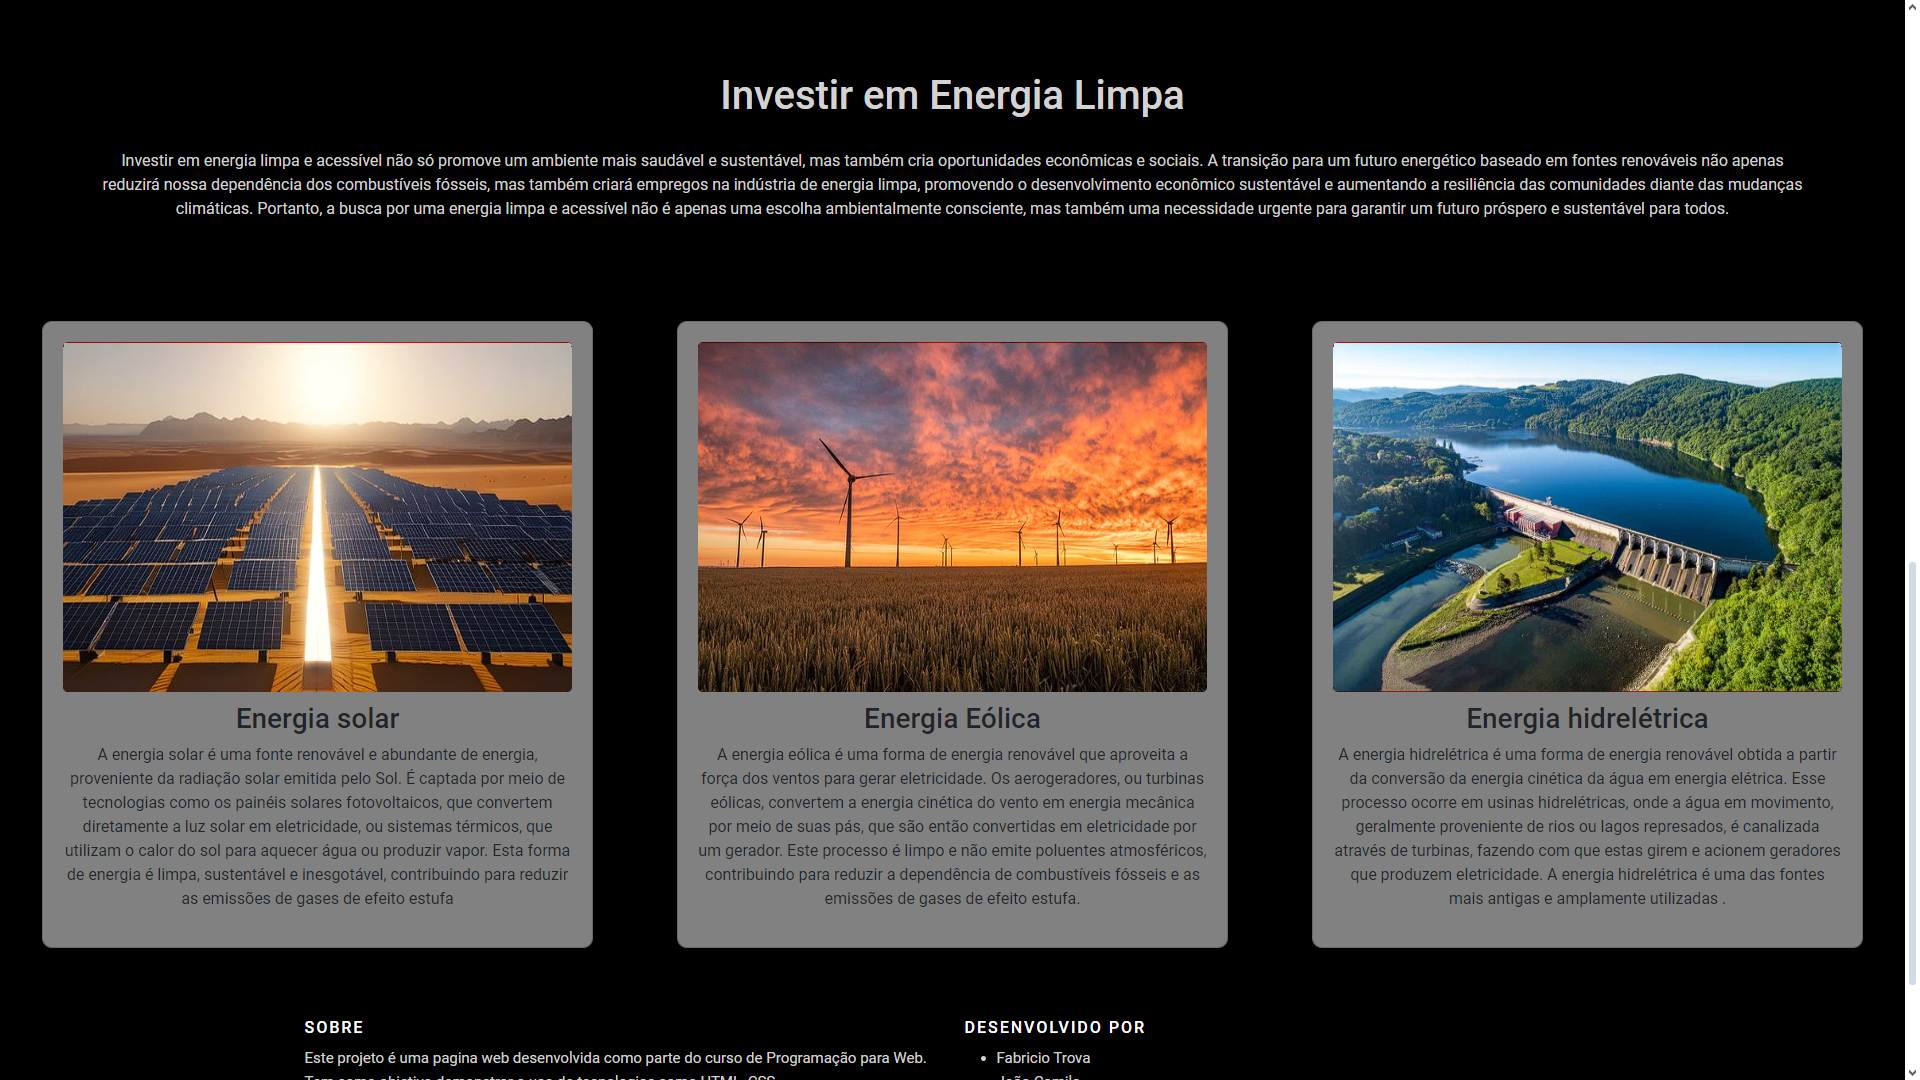 Investir em Energia Limpa
Investir em energia limpa e acessível não só promove um ambiente mais saudável e sustentável, mas também cria oportunidades econômicas e sociais. A transição para um futuro energético baseado em fontes renováveis não apenas
reduzirá nossa dependência dos combustíveis fósseis, mas também criará empregos na indústria de energia limpa, promovendo o desenvolvimento econômico sustentável e aumentando a resiliência das comunidades diante das mudanças
climáticas. Portanto, a busca por uma energia limpa e acessível não é apenas uma escolha ambientalmente consciente, mas também uma necessidade urgente para garantir um futuro próspero e sustentável para todos.
Energia solar
A energia solar é uma fonte renovável e abundante de energia,
proveniente da radiação solar emitida pelo Sol. É captada por meio de
tecnologias como os painéis solares fotovoltaicos, que convertem
diretamente a luz solar em eletricidade, ou sistemas térmicos, que
utilizam o calor do sol para aquecer água ou produzir vapor. Esta forma
de energia é limpa, sustentável e inesgotável, contribuindo para reduzir
as emissões de gases de efeito estufa
Energia Eólica
A energia eólica é uma forma de energia renovável que aproveita a
força dos ventos para gerar eletricidade. Os aerogeradores, ou turbinas
eólicas, convertem a energia cinética do vento em energia mecânica
por meio de suas pás, que são então convertidas em eletricidade por
um gerador. Este processo é limpo e não emite poluentes atmosféricos,
contribuindo para reduzir a dependência de combustíveis fósseis e as
emissões de gases de efeito estufa.
Energia hidrelétrica
A energia hidrelétrica é uma forma de energia renovável obtida a partir
da conversão da energia cinética da água em energia elétrica. Esse
processo ocorre em usinas hidrelétricas, onde a água em movimento,
geralmente proveniente de rios ou lagos represados, é canalizada
através de turbinas, fazendo com que estas girem e acionem geradores
que produzem eletricidade. A energia hidrelétrica é uma das fontes
mais antigas e amplamente utilizadas .
SOBRE
Este projeto é uma pagina web desenvolvida como parte do curso de Programação para Web.
Tem como objetivo demonstrar o uso de tecnologias como HTML, CSS
DESENVOLVIDO POR
• Fabricio Trova
João Camilo